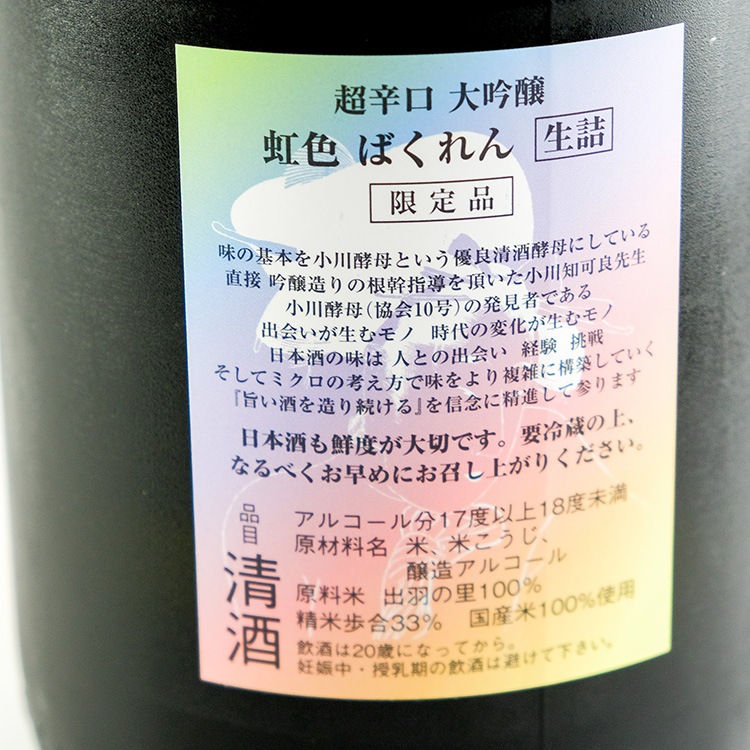 超辛口 大吟醸
虹色 ばくれん 生詰
限定品
味の基本を小川酵母という優良清酒酵母にしている
直接 吟醸造りの根幹指導を頂いた小川知可良先生
小川酵母(協会10号)の発見者である
出会いが生むモノ 時代の変化が生むモノ
日本酒の味は 人との出会い 経験 挑戦
そしてミクロの考え方で味をより複雑に構築していく
『旨い酒を造り続ける』を信念に精進して参ります
日本酒も鮮度が大切です。要冷蔵の上、
なるべくお早めにお召し上がりください。
品目
清酒
アルコール分17度以上18度未満
原材料名 米、米こうじ、
醸造アルコール
原料米 出羽の里100%
精米歩合33% 国産米100%使用
飲酒は20歳になってから。
妊娠中・授乳期の飲酒は避けて下さい。